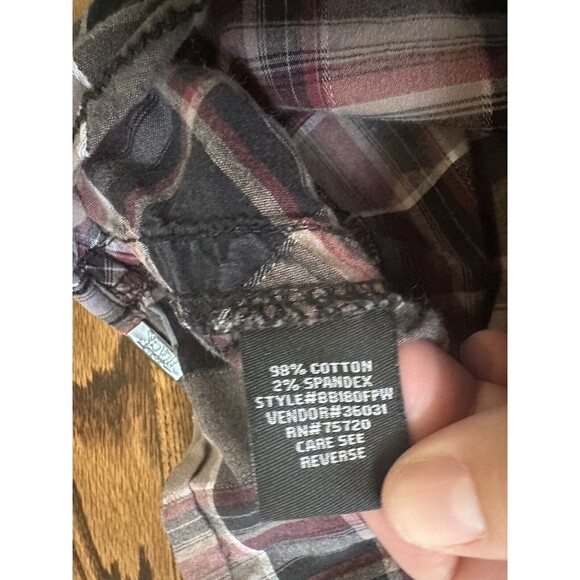 98% COTTON
2% SPANDEX
STYLE#BB180FPW
VENDOR#36031
RN#75720
CARE SEE
REVERSE